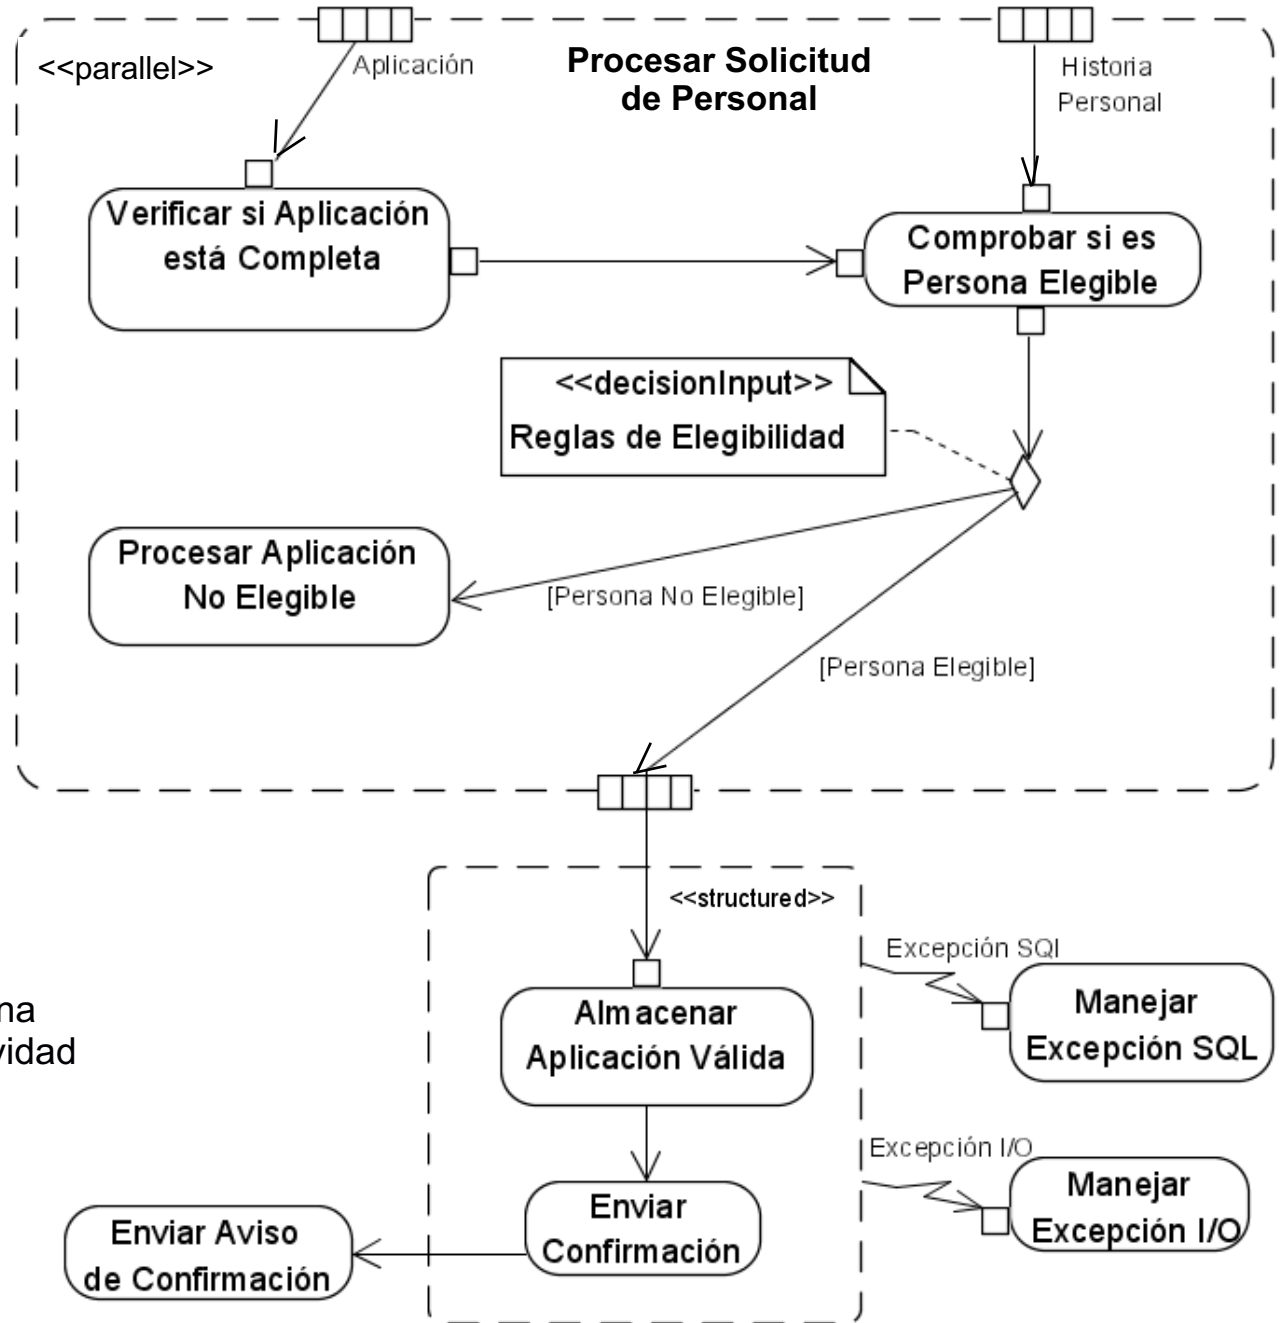 <<parallel>>
Aplicación
Procesar Solicitud
de Personal
Historia
Personal
Verificar si Aplicación
está Completa
Comprobar si es
Persona Elegible
<<decisionInput>>
Reglas de Elegibilidad
Procesar Aplicación
No Elegible
[Persona No Elegible]
[Persona Elegible]
<<structured>>
Excepción SQl
Manejar
Excepción SQL
na
vidad
Almacenar
Aplicación Válida
Excepción I/O
Manejar
Excepción I/O
Enviar
Confirmación
Enviar Aviso
de Confirmación